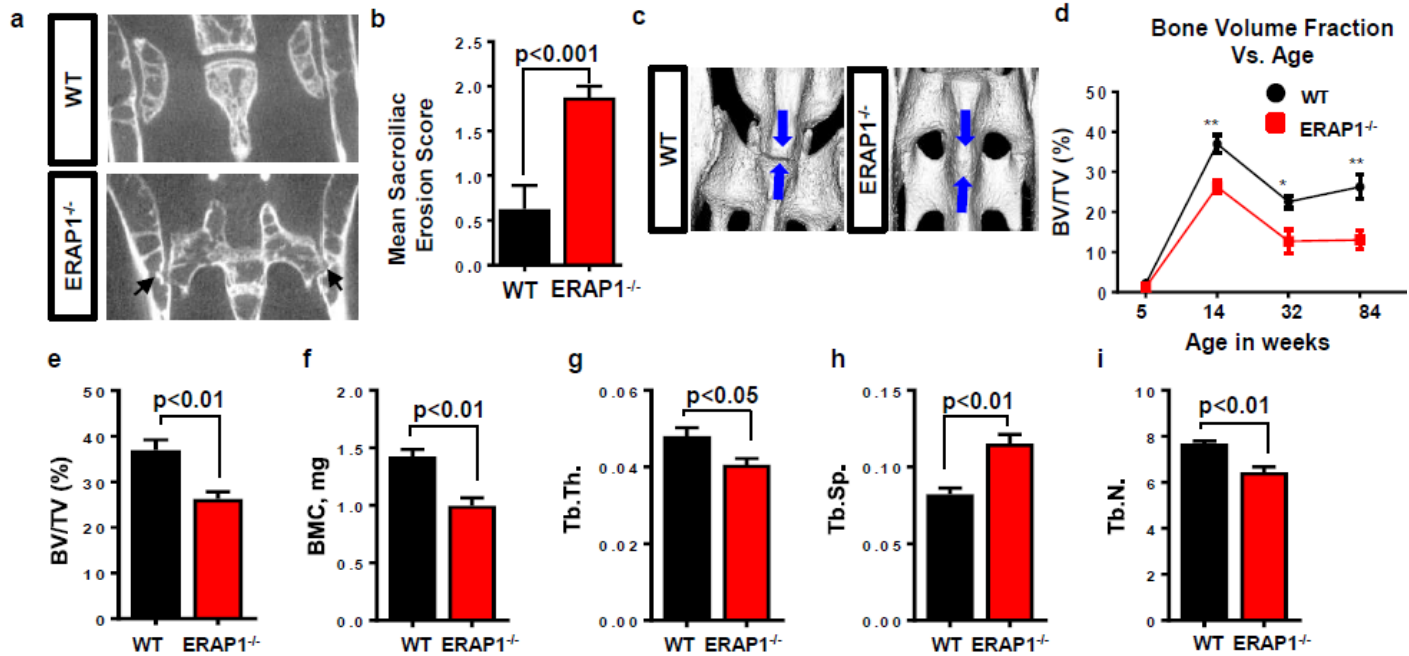 a
WT
ERAP1-/-
b
Mean Sacroiliac
Erosion Score
2.5
2.0
1.5
1.0
0.5
0.0
p<0.001
WT ERAP1-/-
c
WT
ERAP1-/-
d
Bone Volume Fraction
Vs. Age
WT
ERAP1-/-
BV/TV (%)
50
40
30
20
10
0
**
*
**
5 14 32 84
Age in weeks
e
BV/TV (%)
50
40
30
20
10
0
p<0.01
WT ERAP1-/-
f
BMC, mg
2.0
1.5
1.0
0.5
0.0
p<0.01
WT ERAP1-/-
g
Tb.Th.
0.06
0.04
0.02
0.00
p<0.05
WT ERAP1-/-
h
Tb.Sp.
0.15
0.10
0.05
0.00
p<0.01
WT ERAP1-/-
i
Tb.N.
10
8
6
4
2
0
p<0.01
WT ERAP1-/-